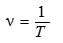 ν = 1/T